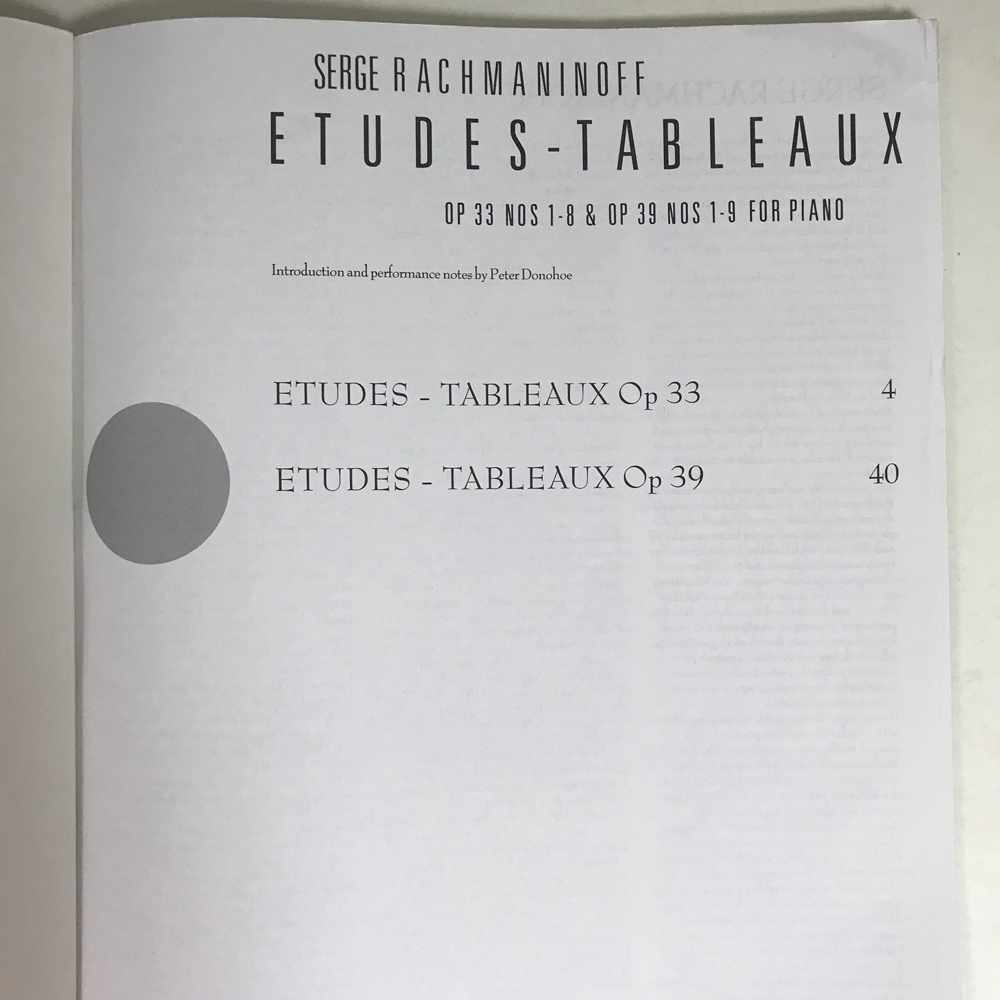 SERGE RACHMANINOFF
ETUDES-TABLEAUX
OP 33 NOS 1-8 & OP 39 NOS 1-9 FOR PIANO
Introduction and performance notes by Peter Donohoe
ETUDES - TABLEAUX Op 33 4
ETUDES - TABLEAUX Op 39 40